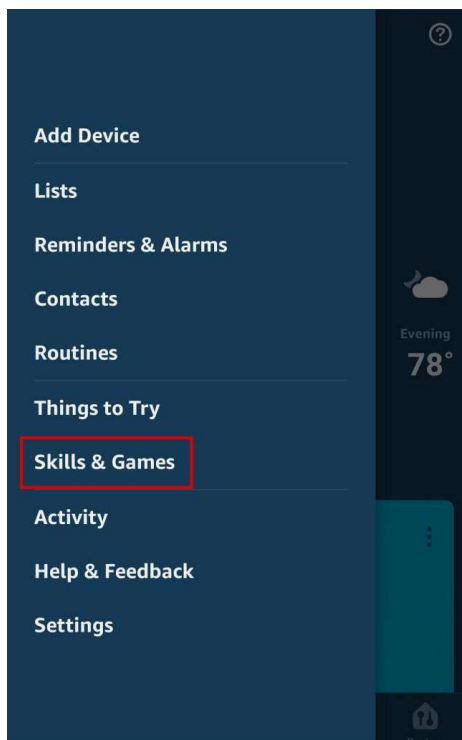 Add Device
Lists
Reminders & Alarms
Contacts
Routines
Things to Try
Skills & Games
Activity
Help & Feedback
Settings
?
Evening
78°